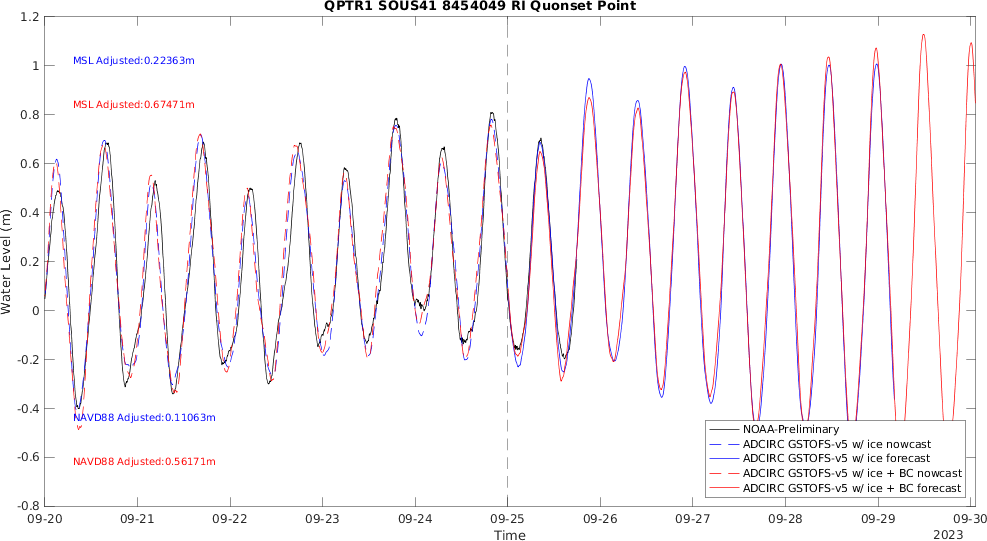 QPTR1 SOUS41 8454049 RI Quonset Point
1.2
1
0.8
0.6
0.4
0.2
0
-0.2
-0.4
-0.6
-0.8
Water Level (m)
MSL Adjusted:0.22363m
MSL Adjusted:0.67471m
NAVD88 Adjusted:0.11063m
NAVD88 Adjusted:0.56171m
NOAA-Preliminary
ADCIRC GSTOFS-v5 w/ ice nowcast
ADCIRC GSTOFS-v5 w/ ice forecast
ADCIRC GSTOFS-v5 w/ ice + BC nowcast
ADCIRC GSTOFS-v5 w/ ice + BC forecast
09-20 09-21 09-22 09-23 09-24 09-25 09-26 09-27 09-28 09-29 09-30
Time
2023